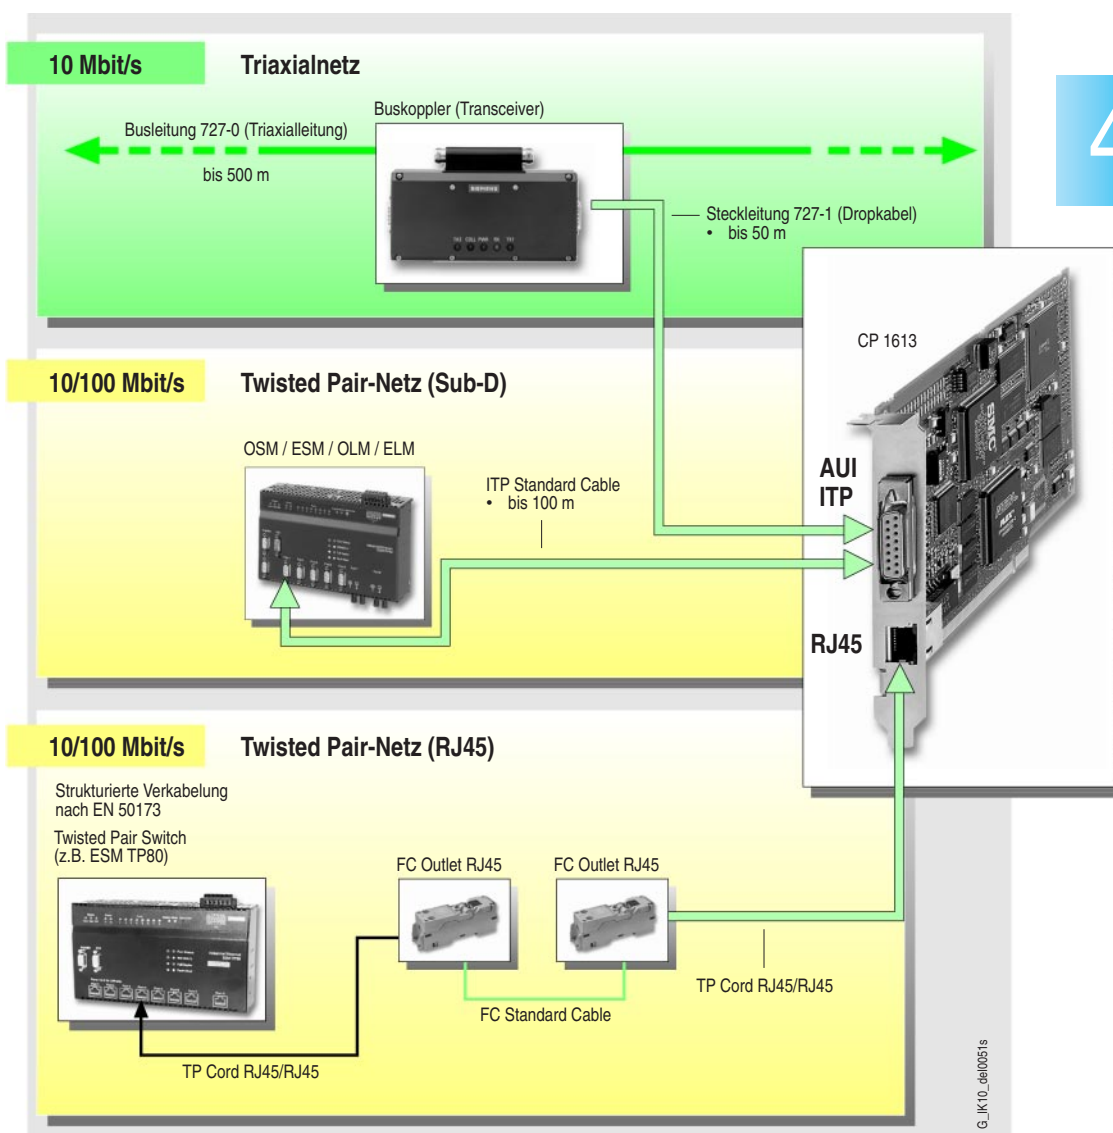 10 Mbit/s
Triaxialnetz
Busleitung 727-0 (Triaxialleitung)
bis 500 m
Buskoppler (Transceiver)
SIEMENS
Steckleitung 727-1 (Dropkabel)
• bis 50 m
4
CP 1613
AUI
ITP
RJ45
10/100 Mbit/s
Twisted Pair-Netz (Sub-D)
OSM / ESM / OLM / ELM
ITP Standard Cable
• bis 100 m
10/100 Mbit/s
Twisted Pair-Netz (RJ45)
Strukturierte Verkabelung
nach EN 50173
Twisted Pair Switch
(z.B. ESM TP80)
FC Outlet RJ45
FC Outlet RJ45
TP Cord RJ45/RJ45
FC Standard Cable
TP Cord RJ45/RJ45
G_IK10_de10051s